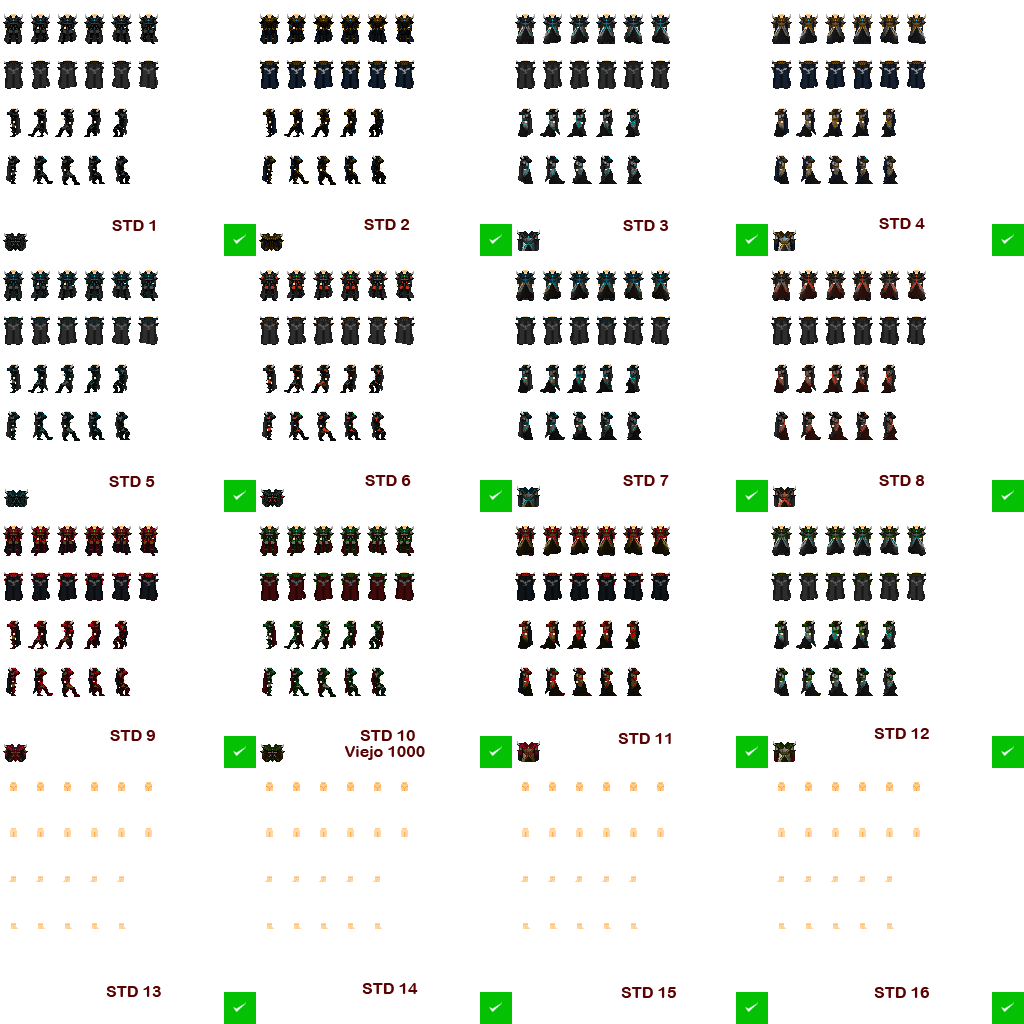 STD 1
STD 2
STD 3
STD 4
STD 5
STD 6
STD 7
STD 8
STD 9
STD 10
Viejo 1000
STD 11
STD 12
STD 13
STD 14
STD 15
STD 16